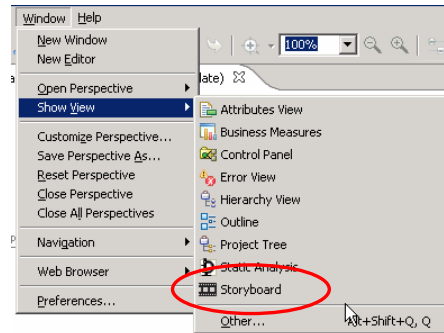 Window Help
New Window
New Editor
100%
late)
Open Perspective
Show View
Customize Perspective...
Save Perspective As...
Reset Perspective
Close Perspective
Close All Perspectives
Navigation
Web Browser
Preferences...
Attributes View
Business Measures
Control Panel
Error View
Hierarchy View
Outline
Project Tree
Static Analysis
Storyboard
Other... Alt+Shift+Q, Q